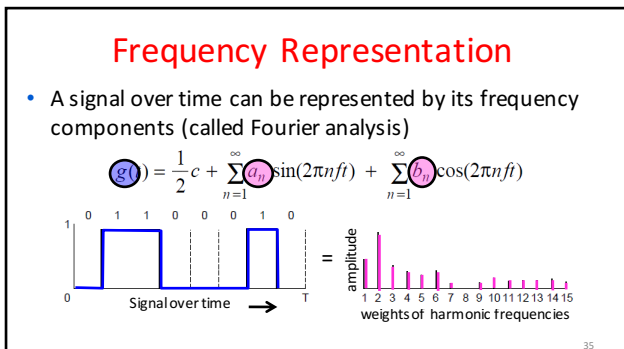 Frequency Representation
• A signal over time can be represented by its frequency
components (called Fourier analysis)
g(t) = 1/2 c + ∑_{n=1}^{∞} a_n sin(2πnft) + ∑_{n=1}^{∞} b_n cos(2πnft)
0 1 1 0 0 0 1 0
1
0
T
Signal over time
=
amplitude
1 2 3 4 5 6 7 8 9 10 11 12 13 14 15
weights of harmonic frequencies
35